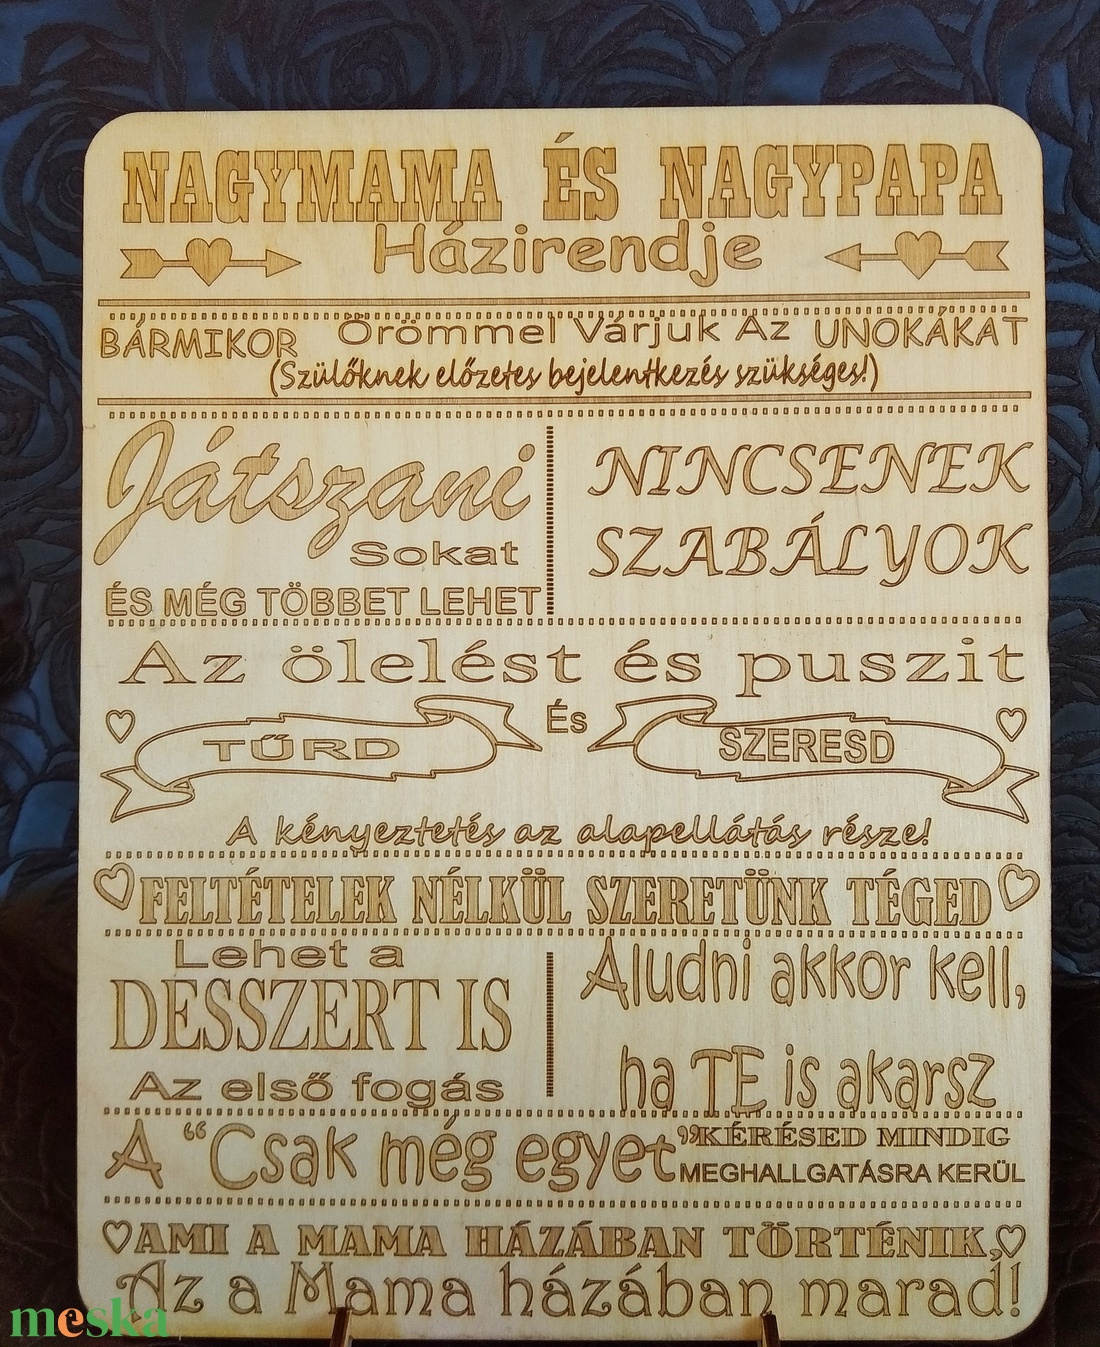 NAGYMAMA ÉS NAGYPAPA
Házirendje
BÁRMIKOR Örömmel Várjuk Az UNOKÁKAT
(Szülőknek előzetes bejelentkezés szükséges!)
Játszani
Sokat
ÉS MÉG TÖBBET LEHET
NINCSENEK
SZABÁLYOK
Az ölelést és puszit
TŰRD És SZERESD
A kényeztetés az alapellátás része!
FELTÉTELEK NÉLKÜL SZERETÜNK TÉGED
Lehet a
DESSZERT IS
Az első fogás
Aludni akkor kell,
ha TE is akarsz
A “Csak még egyet” KÉRÉSED MINDIG
MEGHALLGATÁSRA KERÜL
AMI A MAMA HÁZÁBAN TÖRTÉNIK,
Az a Mama házában marad!
meska